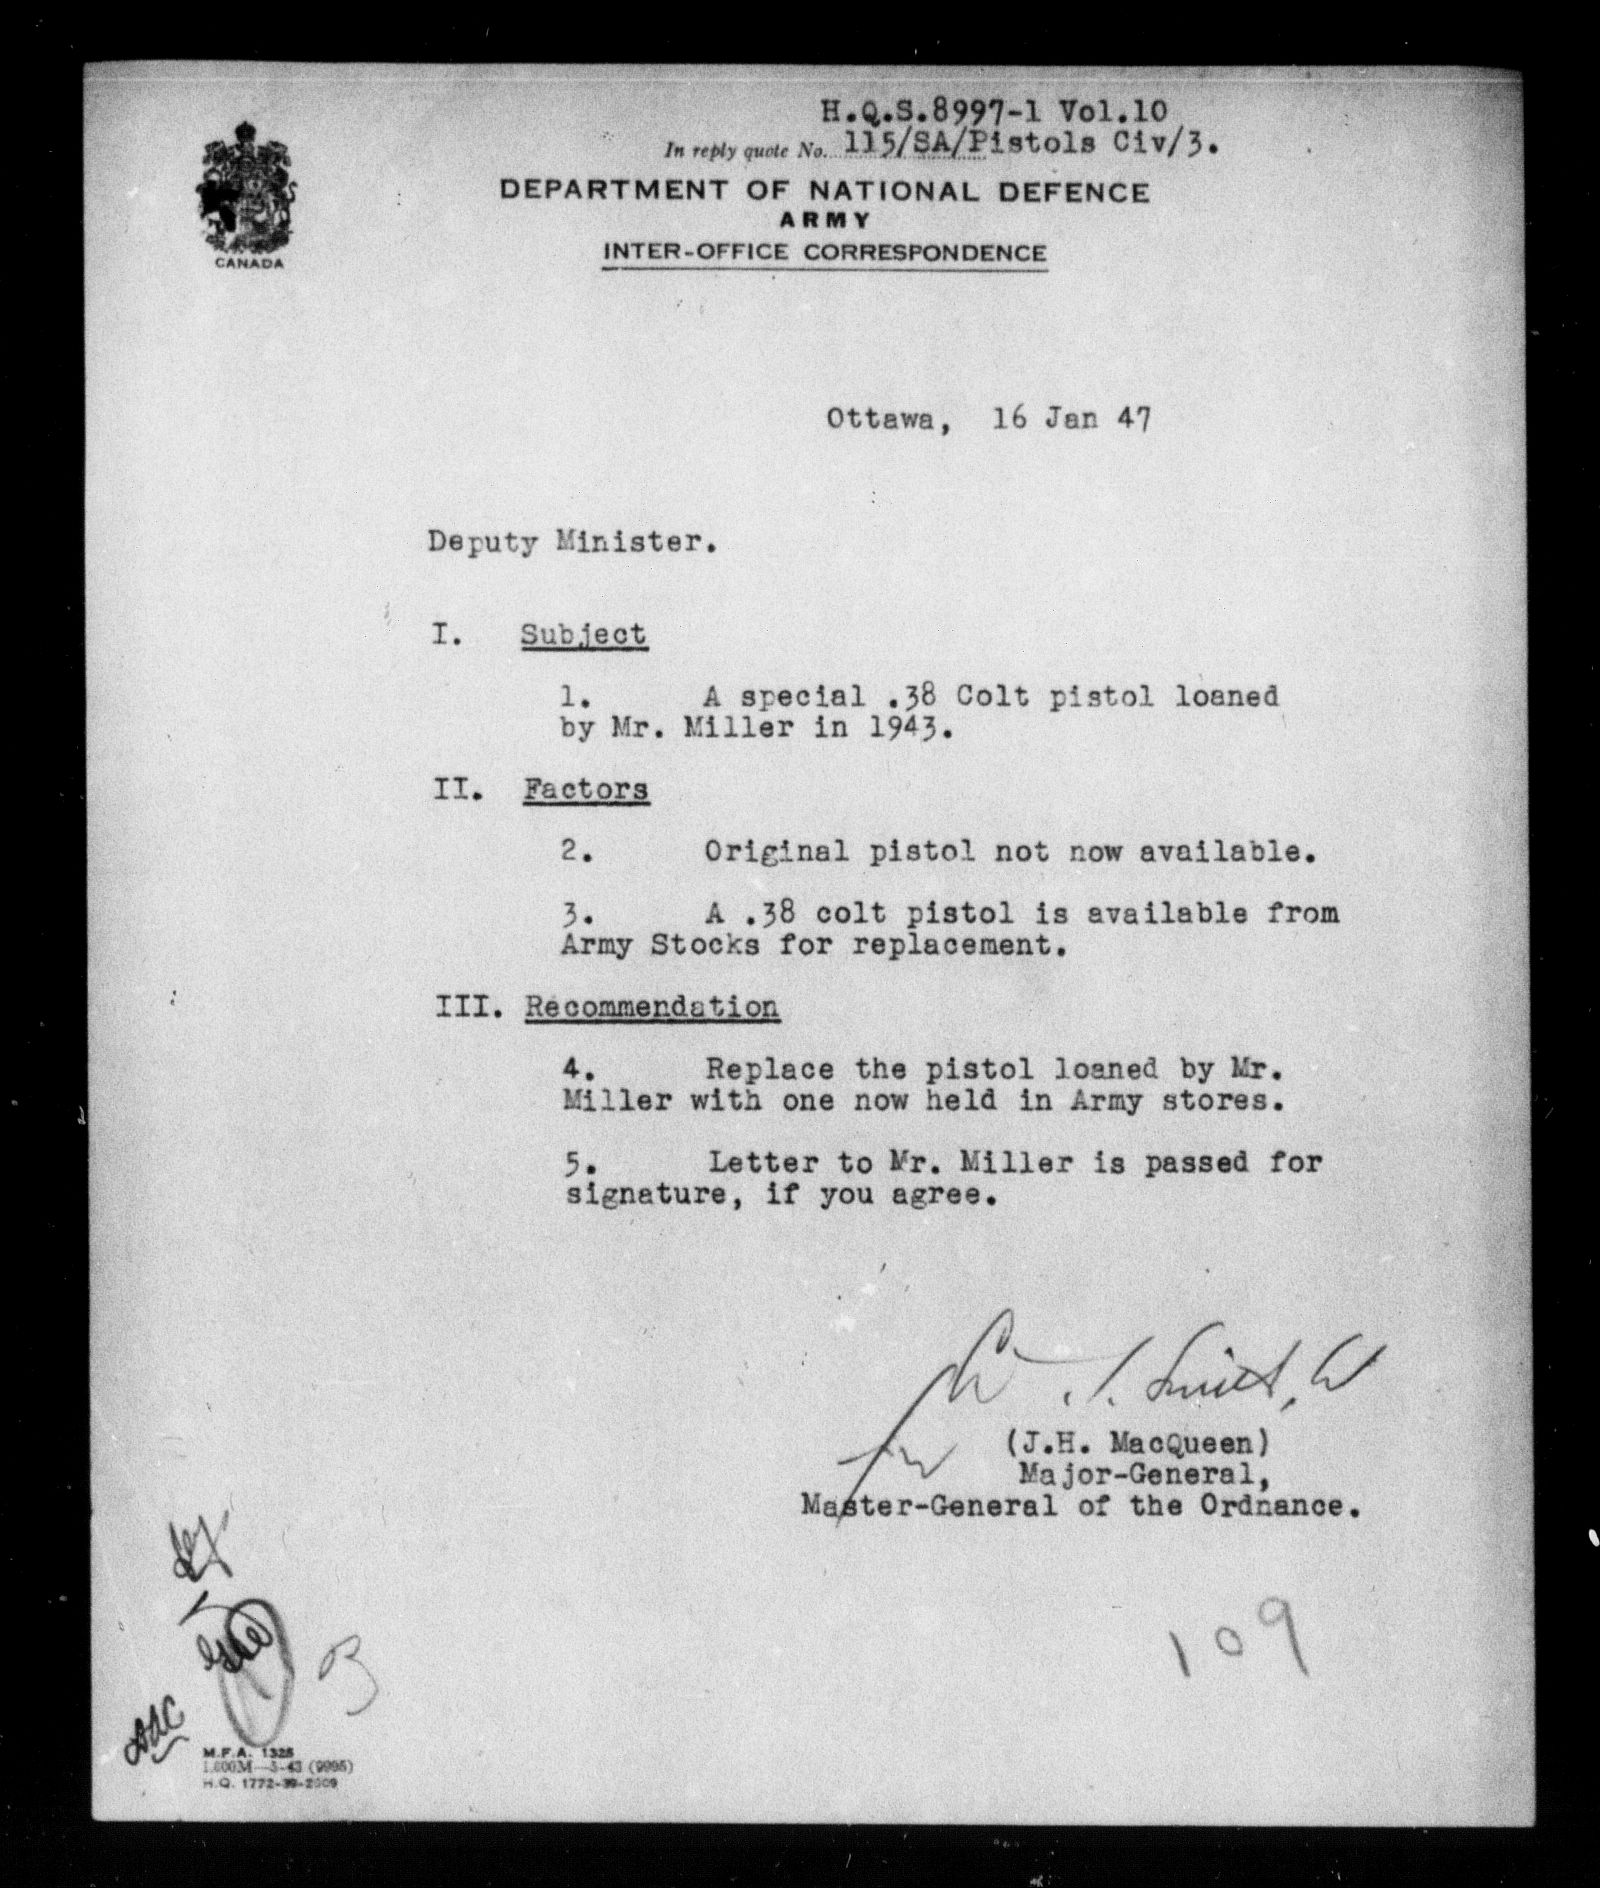 H.Q.S.8997-1 Vol.10
In reply quote No. 115/SA/Pistols Civ/3.
DEPARTMENT OF NATIONAL DEFENCE
ARMY
INTER-OFFICE CORRESPONDENCE
CANADA
Ottawa, 16 Jan 47
Deputy Minister.
I. Subject
1. A special .38 Colt pistol loaned
by Mr. Miller in 1943.
II. Factors
2. Original pistol not now available.
3. A .38 colt pistol is available from
Army Stocks for replacement.
III. Recommendation
4. Replace the pistol loaned by Mr.
Miller with one now held in Army stores.
5. Letter to Mr. Miller is passed for
signature, if you agree.
Smith,
for
(J.H. MacQueen)
Major-General,
Master-General of the Ordnance.
109
M.F.A. 1325
H.Q. 1772-39-2609